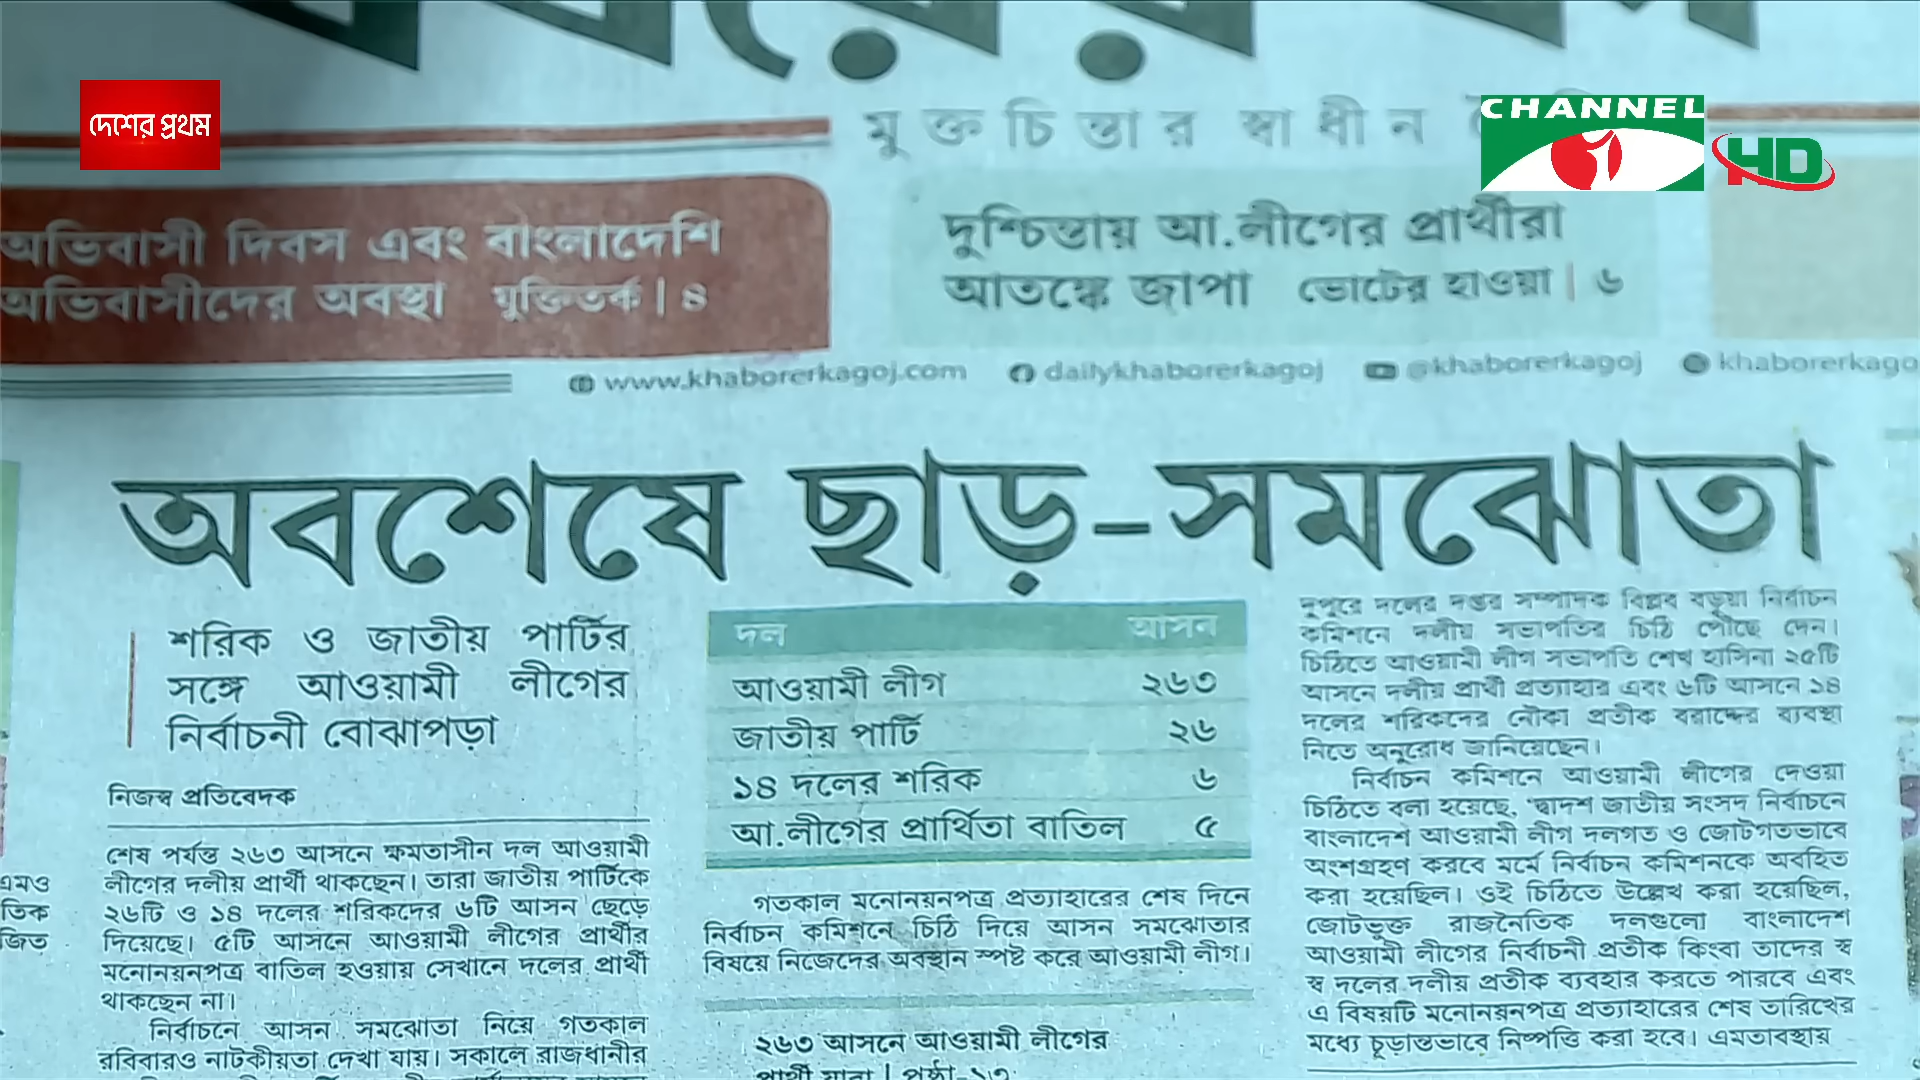 দেশের প্রথম
CHANNEL
HD
মুক্তচিন্তার স্বাধীন
অভিবাসী দিবস এবং বাংলাদেশি
অভিবাসীদের অবস্থা যুক্তিতর্ক | ৪
দুশ্চিন্তায় আ.লীগের প্রার্থীরা
আতঙ্কে জাপা ভোটের হাওয়া | ৬
www.khaborerkagoj.com dailykhaborerkagoj @khaborerkagoj khaborerkago
অবশেষে ছাড়-সমঝোতা
শরিক ও জাতীয় পার্টির
সঙ্গে আওয়ামী লীগের
নির্বাচনী বোঝাপড়া
নিজস্ব প্রতিবেদক
শেষ পর্যন্ত ২৬৩ আসনে ক্ষমতাসীন দল আওয়ামী
লীগের দলীয় প্রার্থী থাকছেন। তারা জাতীয় পার্টিকে
২৬টি ও ১৪ দলের শরিকদের ৬টি আসন ছেড়ে
দিয়েছে। ৫টি আসনে আওয়ামী লীগের প্রার্থীর
মনোনয়নপত্র বাতিল হওয়ায় সেখানে দলের প্রার্থী
থাকছেন না।
নির্বাচনে আসন সমঝোতা নিয়ে গতকাল
রবিবারও নাটকীয়তা দেখা যায়। সকালে রাজধানীর
দল আসন
আওয়ামী লীগ ২৬৩
জাতীয় পার্টি ২৬
১৪ দলের শরিক ৬
আ.লীগের প্রার্থিতা বাতিল ৫
গতকাল মনোনয়নপত্র প্রত্যাহারের শেষ দিনে
নির্বাচন কমিশনে চিঠি দিয়ে আসন সমঝোতার
বিষয়ে নিজেদের অবস্থান স্পষ্ট করে আওয়ামী লীগ।
২৬৩ আসনে আওয়ামী লীগের
প্রার্থী যারা | পৃষ্ঠা-১৩
দুপুরে দলের দপ্তর সম্পাদক বিপ্লব বড়ুয়া নির্বাচন
কমিশনে দলীয় সভাপতির চিঠি পৌঁছে দেন।
চিঠিতে আওয়ামী লীগ সভাপতি শেখ হাসিনা ২৫টি
আসনে দলীয় প্রার্থী প্রত্যাহার এবং ৬টি আসনে ১৪
দলের শরিকদের নৌকা প্রতীক বরাদ্দের ব্যবস্থা
নিতে অনুরোধ জানিয়েছেন।
নির্বাচন কমিশনে আওয়ামী লীগের দেওয়া
চিঠিতে বলা হয়েছে, 'দ্বাদশ জাতীয় সংসদ নির্বাচনে
বাংলাদেশ আওয়ামী লীগ দলগত ও জোটগতভাবে
অংশগ্রহণ করবে মর্মে নির্বাচন কমিশনকে অবহিত
করা হয়েছিল। ওই চিঠিতে উল্লেখ করা হয়েছিল,
জোটভুক্ত রাজনৈতিক দলগুলো বাংলাদেশ
আওয়ামী লীগের নির্বাচনী প্রতীক কিংবা তাদের স্ব
স্ব দলের দলীয় প্রতীক ব্যবহার করতে পারবে এবং
এ বিষয়টি মনোনয়নপত্র প্রত্যাহারের শেষ তারিখের
মধ্যে চূড়ান্তভাবে নিষ্পত্তি করা হবে। এমতাবস্থায়